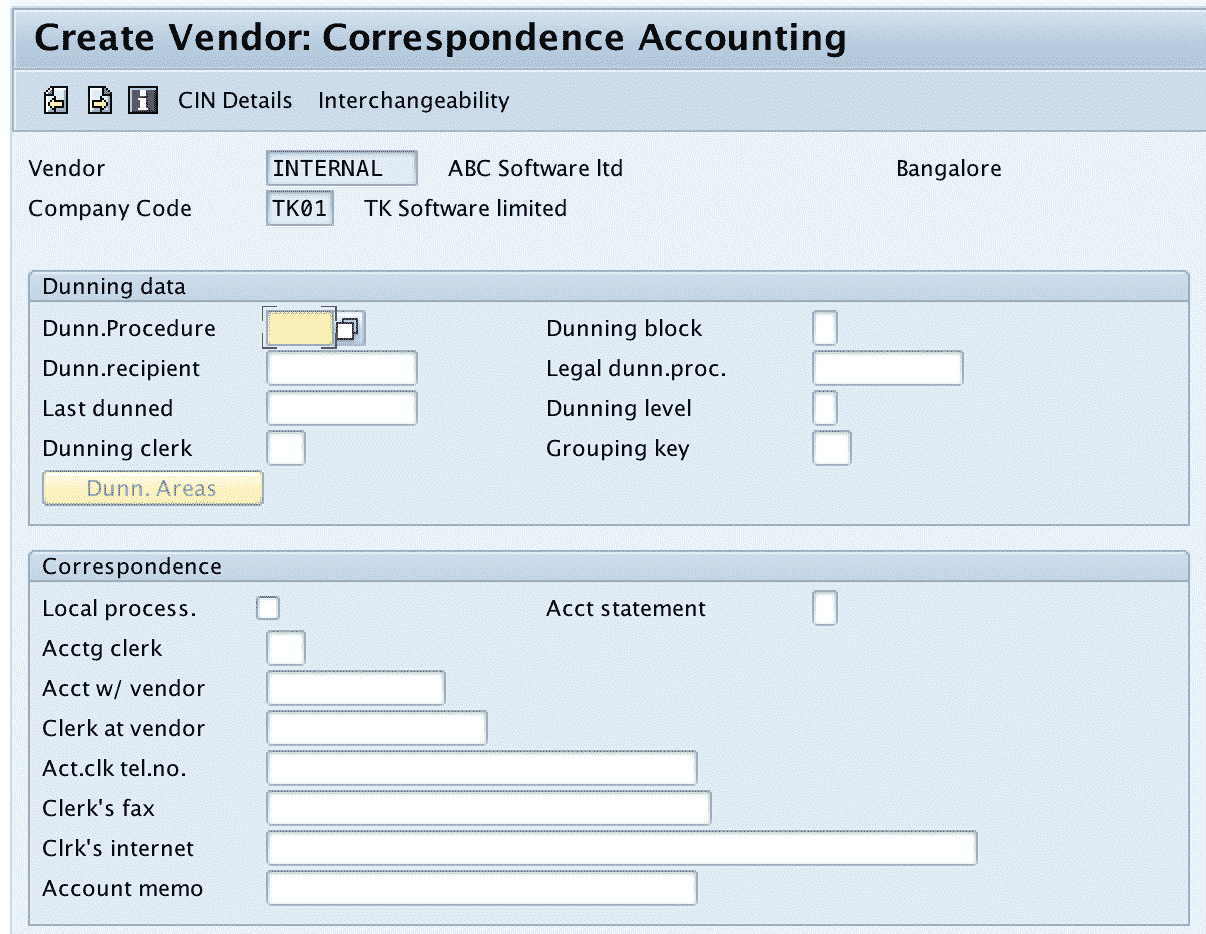 Create Vendor: Correspondence Accounting
CIN Details Interchangeability
Vendor INTERNAL ABC Software ltd Bangalore
Company Code TK01 TK Software limited
Dunning data
Dunn.Procedure Dunning block
Dunn.recipient Legal dunn.proc.
Last dunned Dunning level
Dunning clerk Grouping key
Dunn. Areas
Correspondence
Local process. Acct statement
Acctg clerk
Acct w/ vendor
Clerk at vendor
Act.clk tel.no.
Clerk's fax
Clrk's internet
Account memo